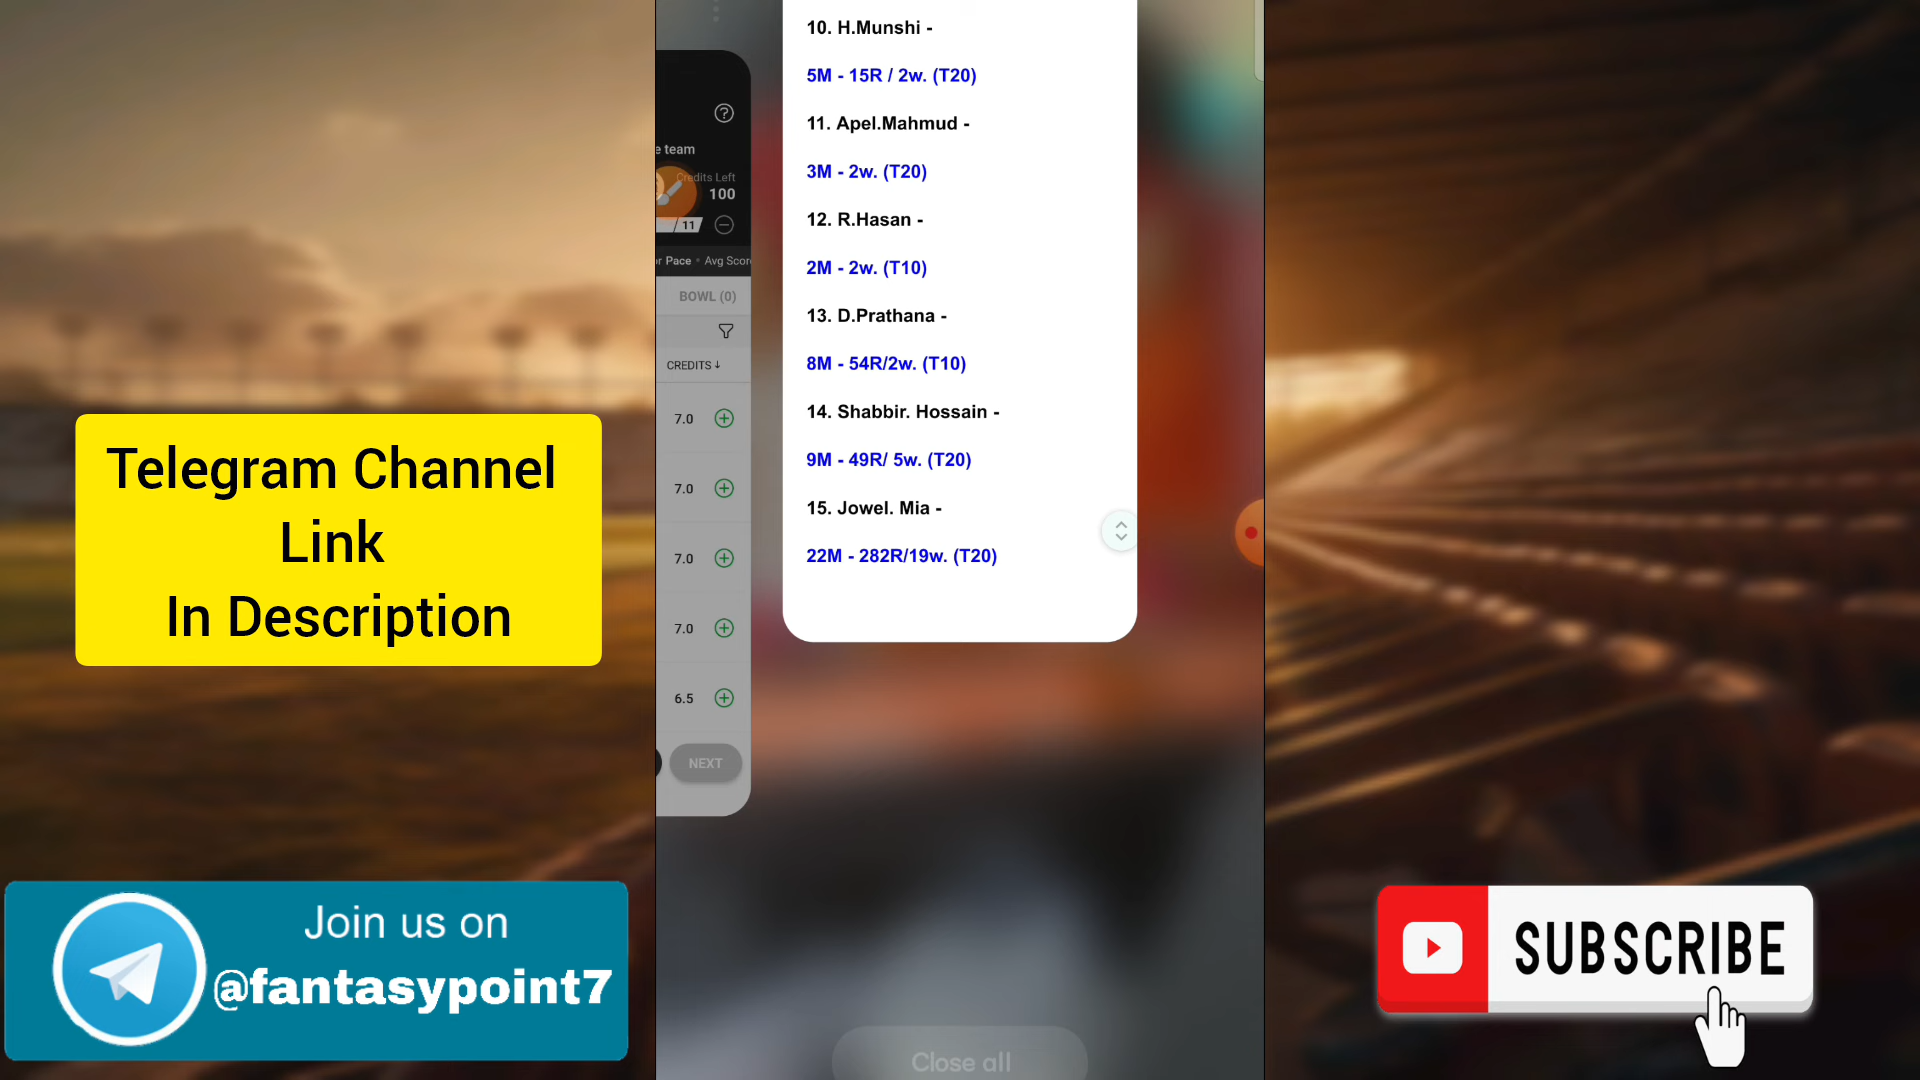 10. H.Munshi -
5M - 15R / 2w. (T20)
11. Apel.Mahmud -
3M - 2w. (T20)
12. R.Hasan -
2M - 2w. (T10)
13. D.Prathana -
8M - 54R/2w. (T10)
14. Shabbir. Hossain -
9M - 49R/ 5w. (T20)
15. Jowel. Mia -
22M - 282R/19w. (T20)
e team
Credits Left
100
11
r Pace • Avg Scor
BOWL (0)
CREDITS ↓
7.0
7.0
7.0
7.0
6.5
NEXT
Close all
Telegram Channel
Link
In Description
Join us on
@fantasypoint7
SUBSCRIBE